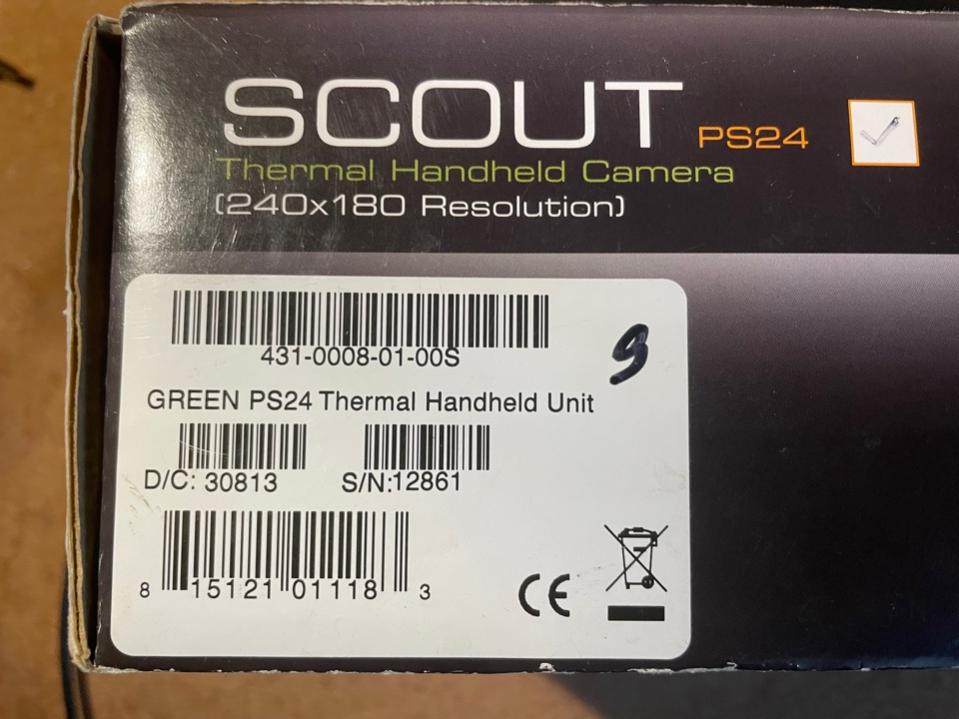 SCOUT PS24
Thermal Handheld Camera
(240x180 Resolution)
431-0008-01-00S
9
GREEN PS24 Thermal Handheld Unit
D/C: 30813 S/N:12861
8 15121 01118 3
CE